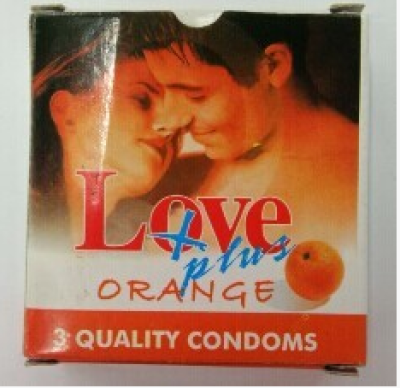 Love
+ plus
ORANGE
3 QUALITY CONDOMS